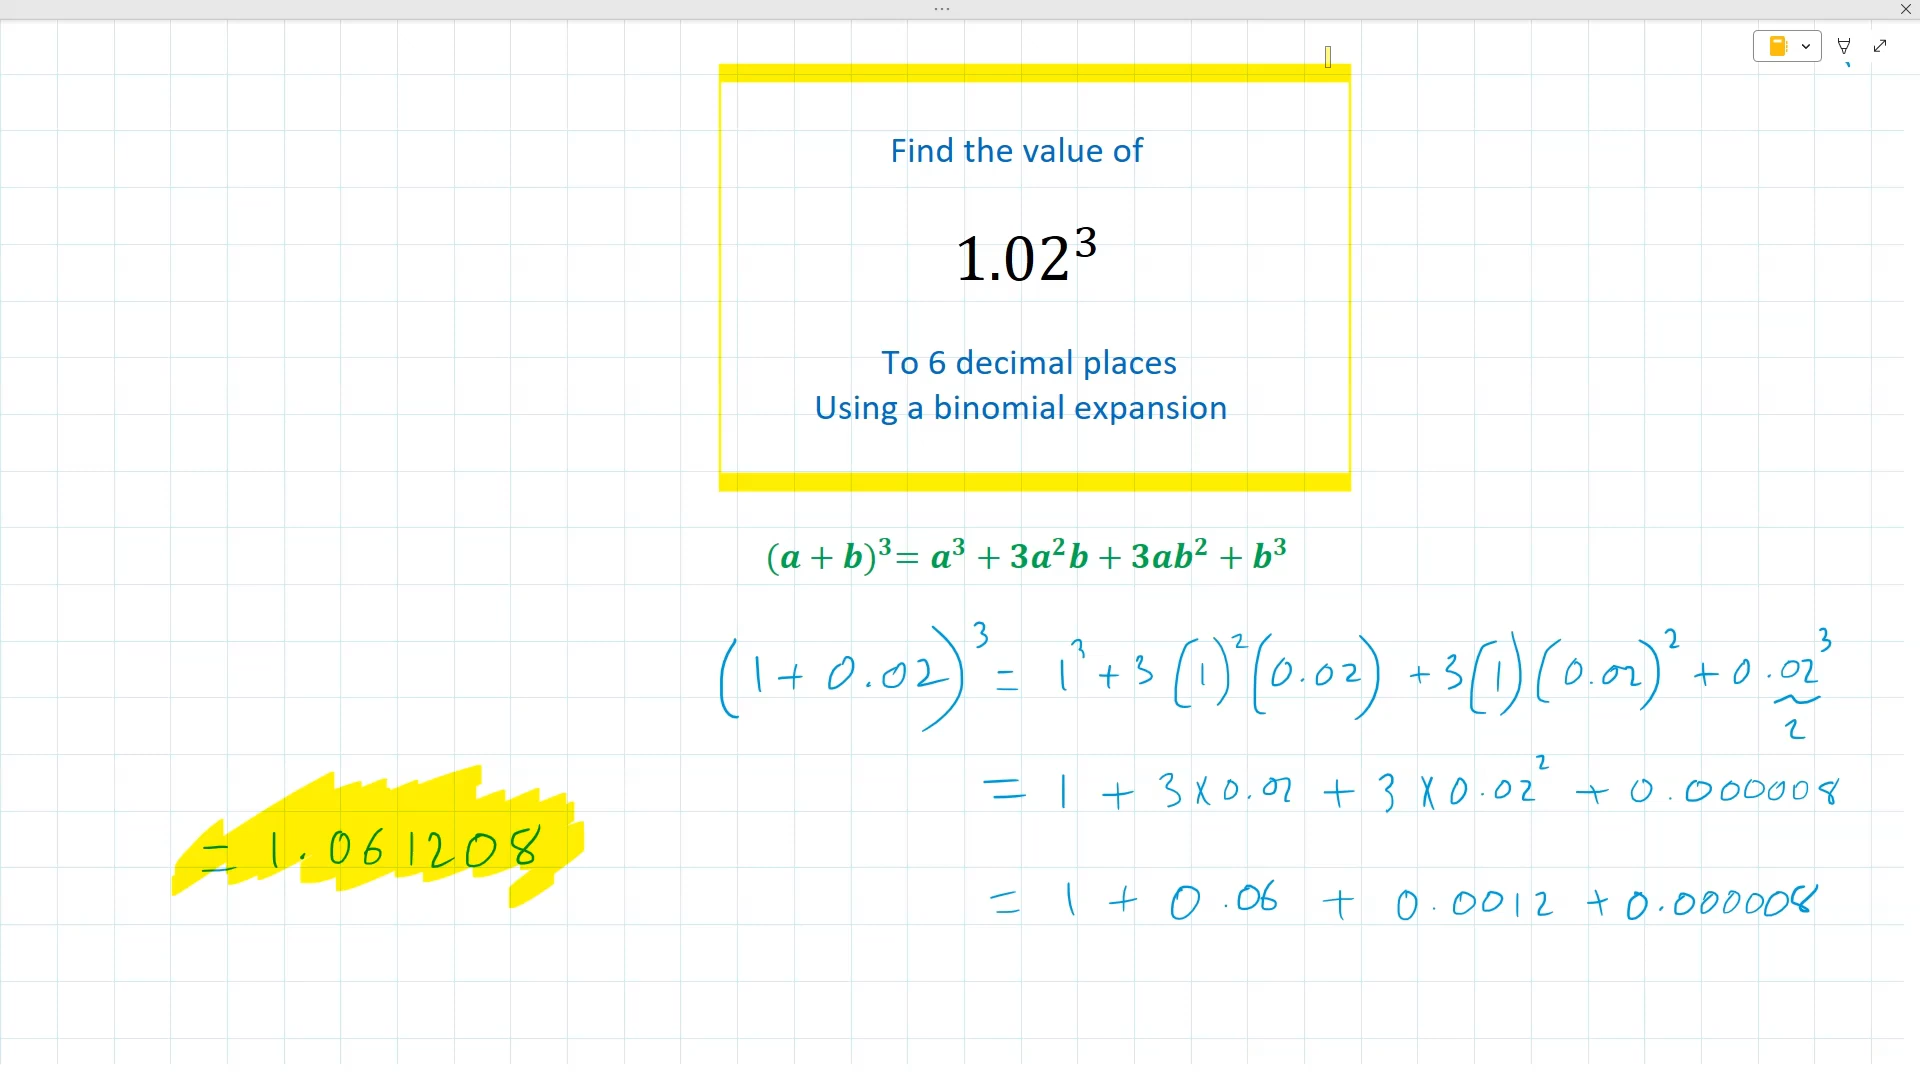 Find the value of
1.02³
To 6 decimal places
Using a binomial expansion
(a + b)³= a³ + 3a²b + 3ab² + b³
(1 + 0.02)³ = 1³ + 3(1)²(0.02) + 3(1)(0.02)² + 0.02³
2
= 1 + 3 × 0.02 + 3 × 0.02² + 0.000008
= 1.061208
= 1 + 0.06 + 0.0012 + 0.000008